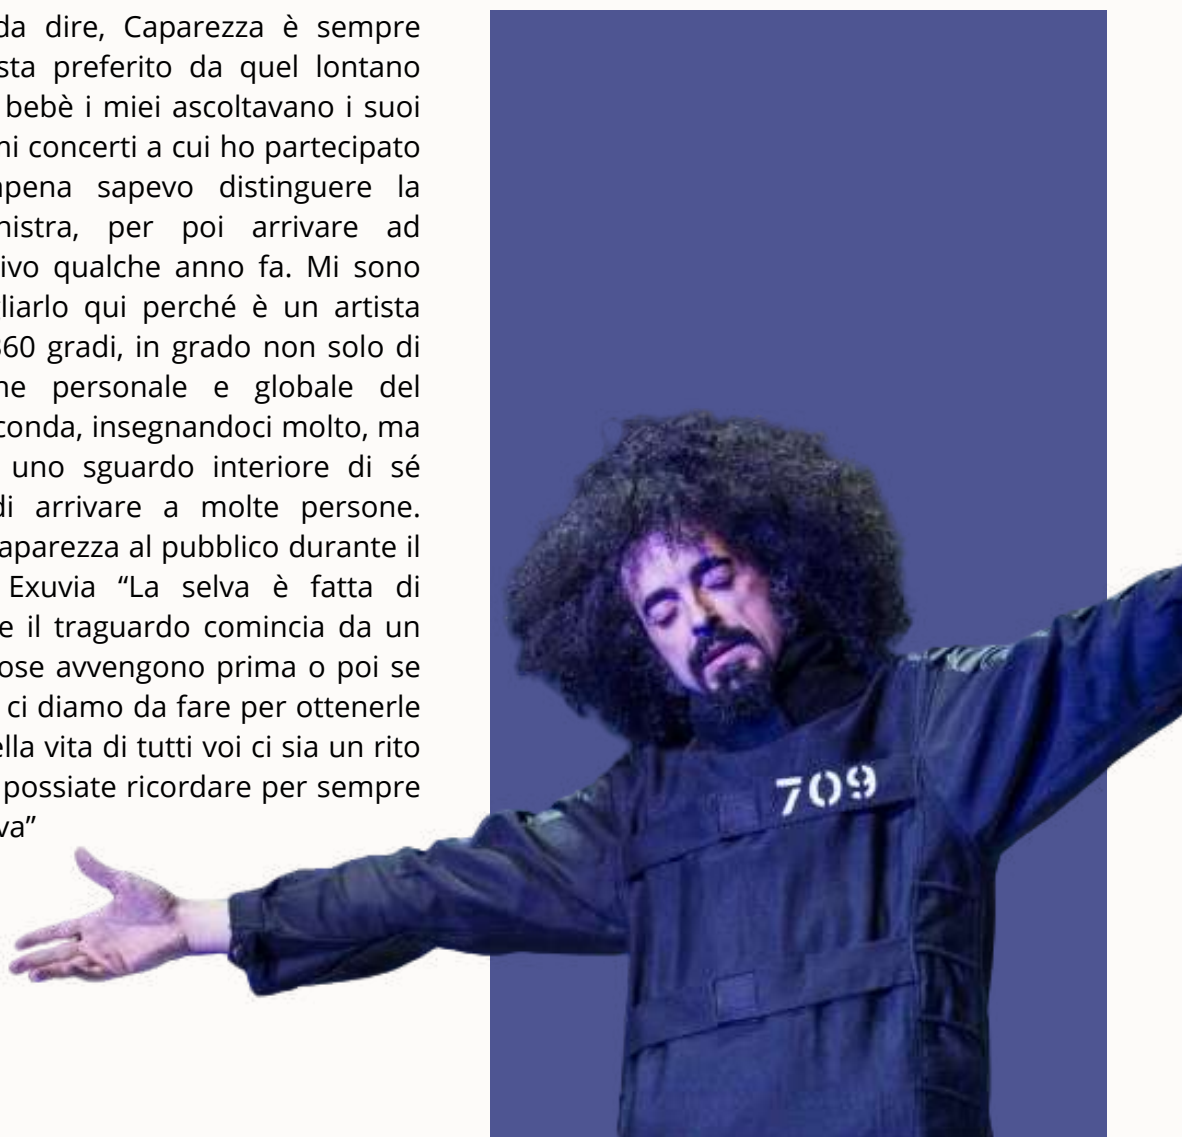 da dire, Caparezza è sempre
sta preferito da quel lontano
bebè i miei ascoltavano i suoi
ni concerti a cui ho partecipato
pena sapevo distinguere la
nistra, per poi arrivare ad
ivo qualche anno fa. Mi sono
liarlo qui perché è un artista
360 gradi, in grado non solo di
ne personale e globale del
conda, insegnandoci molto, ma
uno sguardo interiore di sé
di arrivare a molte persone.
aparezza al pubblico durante il
Exuvia “La selva è fatta di
e il traguardo comincia da un
ose avvengono prima o poi se
ci diamo da fare per ottenerle
ella vita di tutti voi ci sia un rito
possiate ricordare per sempre
va”
709